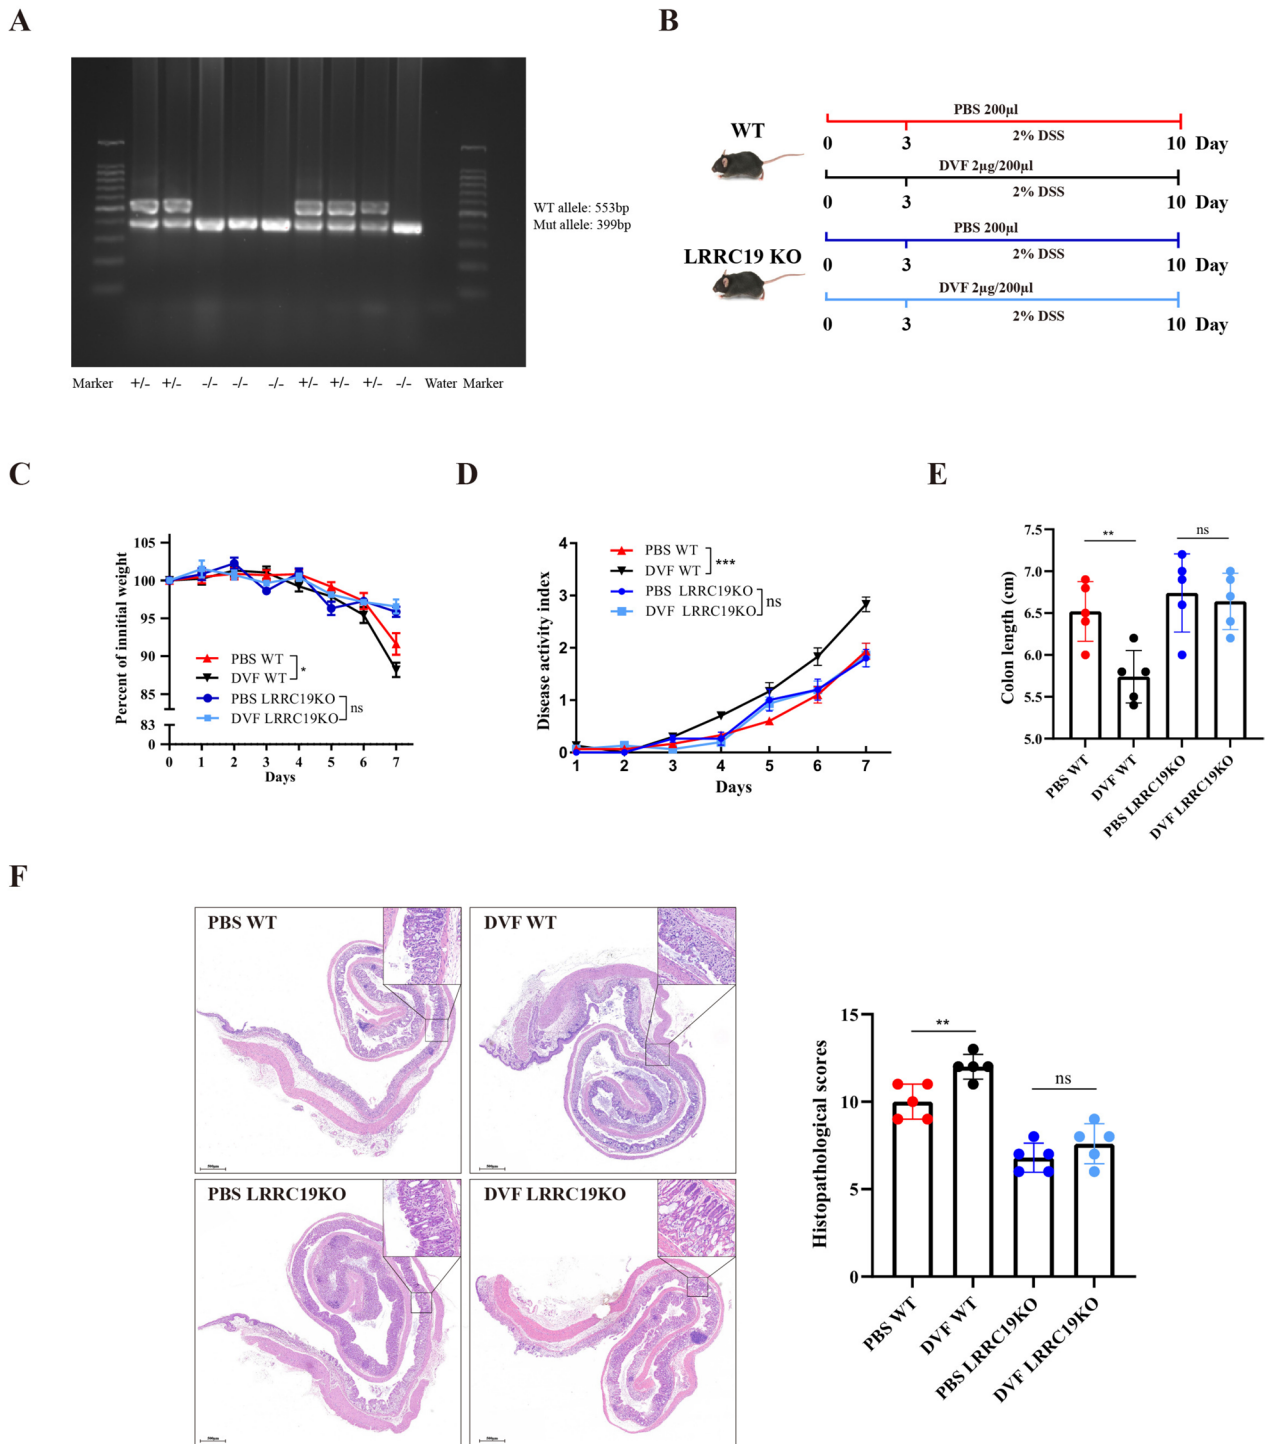 A
WT allele: 553bp
Mut allele: 399bp
Marker +/- +/- -/- -/- -/- +/- +/- +/- -/- Water Marker
B
WT
PBS 200μl
2% DSS
0 3 10 Day
DVF 2μg/200μl
2% DSS
0 3 10 Day
LRRC19 KO
PBS 200μl
2% DSS
0 3 10 Day
DVF 2μg/200μl
2% DSS
0 3 10 Day
C
Percent of innitial weight
105
100
95
90
85
83
0
PBS WT
DVF WT
*
PBS LRRC19KO
DVF LRRC19KO
ns
0 1 2 3 4 5 6 7
Days
D
Disease activity index
4
3
2
1
0
PBS WT
DVF WT
***
PBS LRRC19KO
DVF LRRC19KO
ns
1 2 3 4 5 6 7
Days
E
Colon length (cm)
7.5
7.0
6.5
6.0
5.5
5.0
** ns
PBS WT
DVF WT
PBS LRRC19KO
DVF LRRC19KO
F
PBS WT
500μm
DVF WT
500μm
PBS LRRC19KO
500μm
DVF LRRC19KO
500μm
Histopathological scores
15
10
5
0
**
ns
PBS WT
DVF WT
PBS LRRC19KO
DVF LRRC19KO